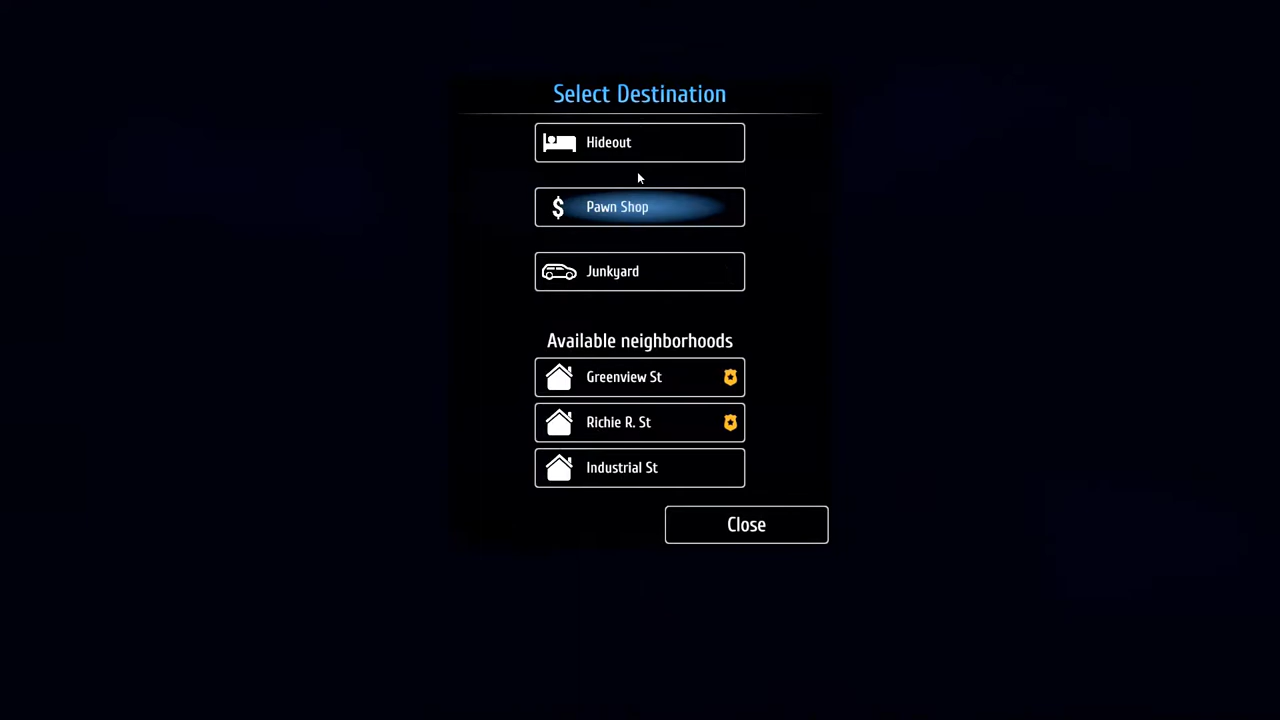 Select Destination
Hideout
$ Pawn Shop
Junkyard
Available neighborhoods
Greenview St
Richie R. St
Industrial St
Close